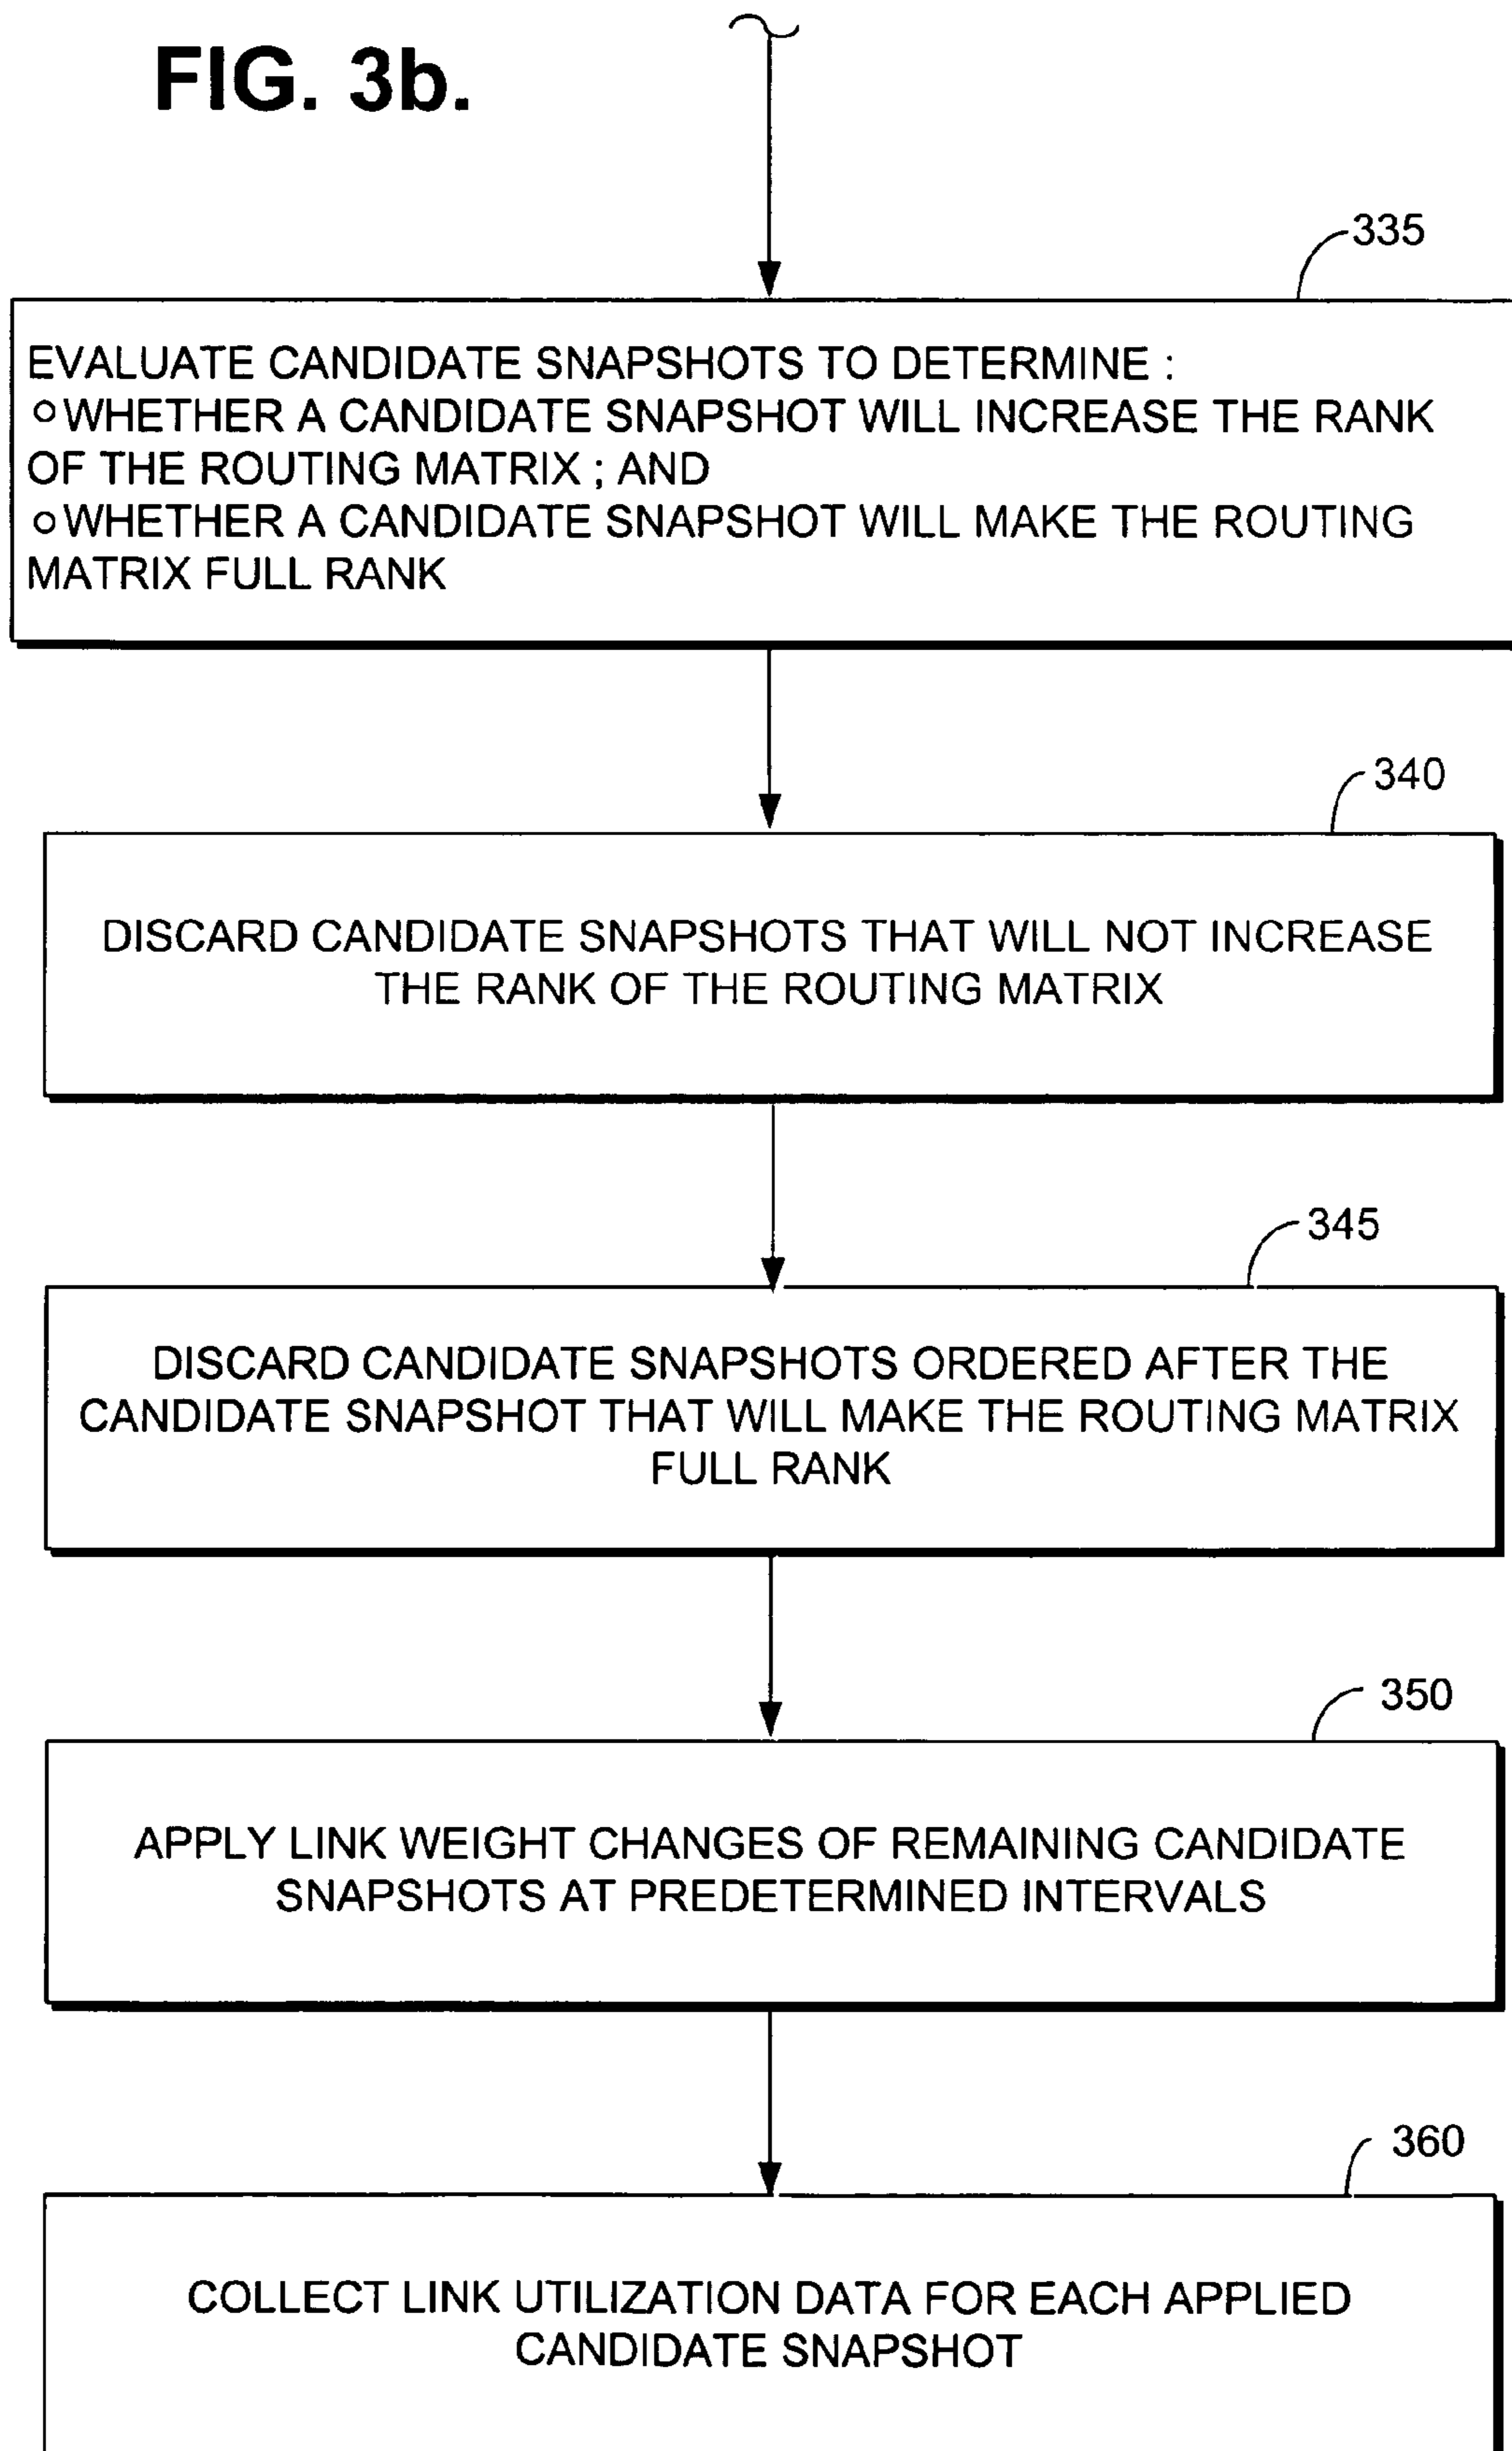 FIG. 3b.
335
EVALUATE CANDIDATE SNAPSHOTS TO DETERMINE :
○ WHETHER A CANDIDATE SNAPSHOT WILL INCREASE THE RANK
OF THE ROUTING MATRIX ; AND
○ WHETHER A CANDIDATE SNAPSHOT WILL MAKE THE ROUTING
MATRIX FULL RANK
340
DISCARD CANDIDATE SNAPSHOTS THAT WILL NOT INCREASE
THE RANK OF THE ROUTING MATRIX
345
DISCARD CANDIDATE SNAPSHOTS ORDERED AFTER THE
CANDIDATE SNAPSHOT THAT WILL MAKE THE ROUTING MATRIX
FULL RANK
350
APPLY LINK WEIGHT CHANGES OF REMAINING CANDIDATE
SNAPSHOTS AT PREDETERMINED INTERVALS
360
COLLECT LINK UTILIZATION DATA FOR EACH APPLIED
CANDIDATE SNAPSHOT